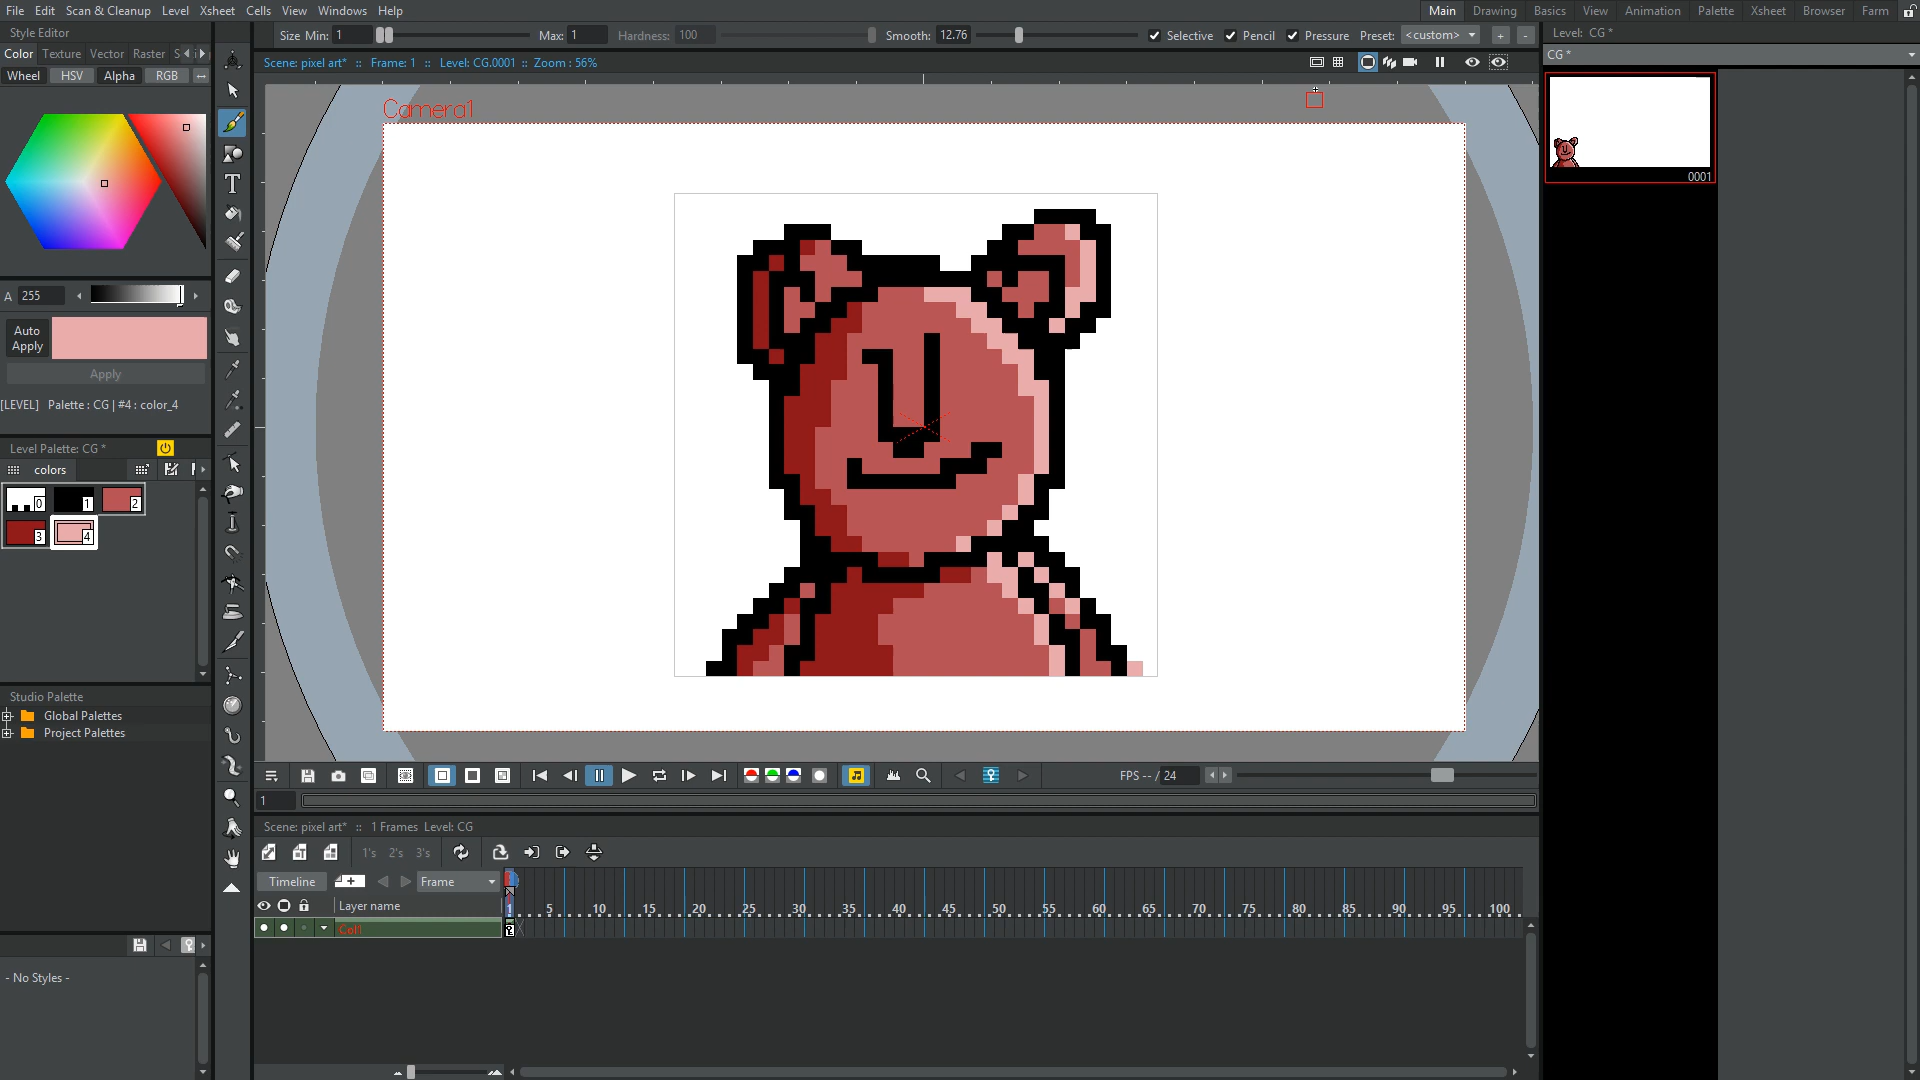 File Edit Scan & Cleanup Level Xsheet Cells View Windows Help
Main Drawing Basics View Animation Palette Xsheet Browser Farm
Style Editor
Color Texture Vector Raster S
Wheel HSV Alpha RGB
A 255
Auto Apply
Apply
[LEVEL] Palette : CG | #4 : color_4
Level Palette: CG *
colors
0 1 2
3 4
Studio Palette
Global Palettes
Project Palettes
- No Styles -
Size Min: 1 Max: 1 Hardness: 100 Smooth: 12.76 Selective Pencil Pressure Preset: <custom> + -
Scene: pixel art* :: Frame: 1 :: Level: CG.0001 :: Zoom : 56%
Camera1
FPS -- / 24
1
Scene: pixel art* :: 1 Frames Level: CG
1's 2's 3's
Timeline Frame
Layer name
1 5 10 15 20 25 30 35 40 45 50 55 60 65 70 75 80 85 90 95 100
Col1
Level: CG *
CG *
0001